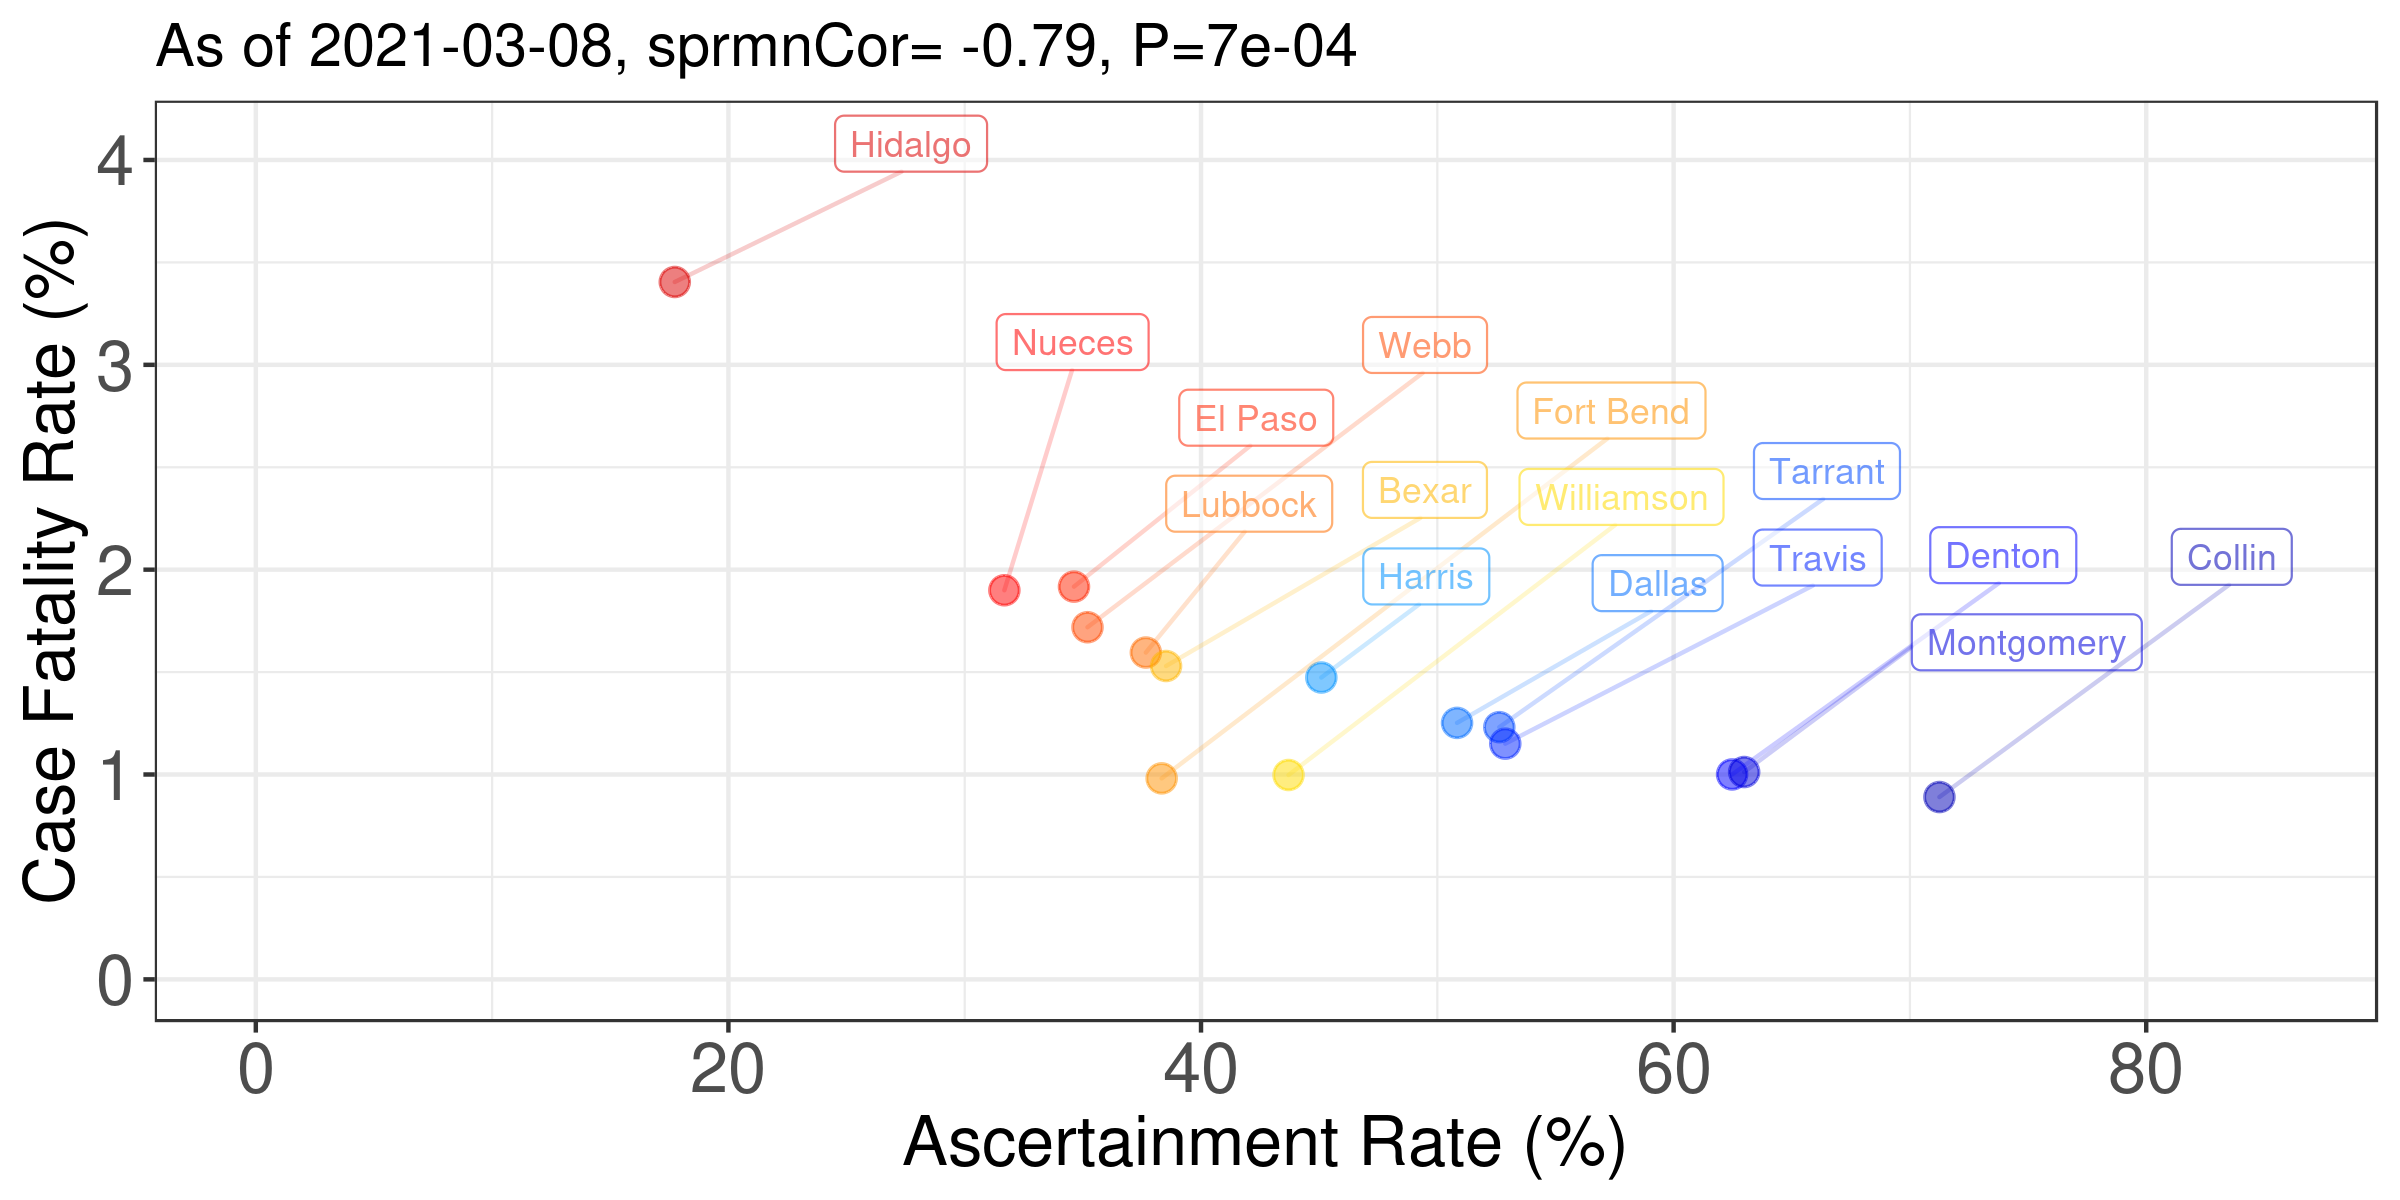 As of 2021-03-08, sprmnCor= -0.79, P=7e-04
Case Fatality Rate (%)
4
3
2
1
0
Hidalgo
Nueces
Webb
El Paso
Fort Bend
Tarrant
Bexar
Williamson
Lubbock
Denton
Collin
Travis
Harris
Dallas
Montgomery
0 20 40 60 80
Ascertainment Rate (%)